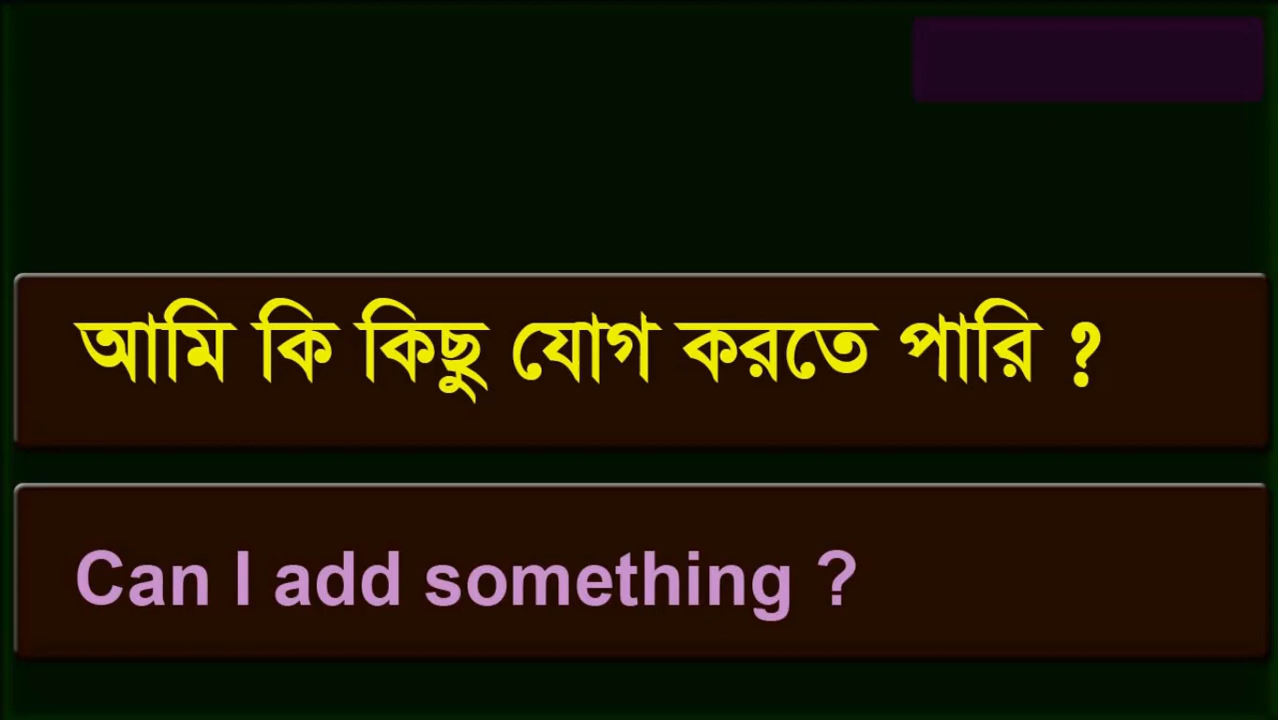 আমি কি কিছু যোগ করতে পারি ?
Can I add something ?